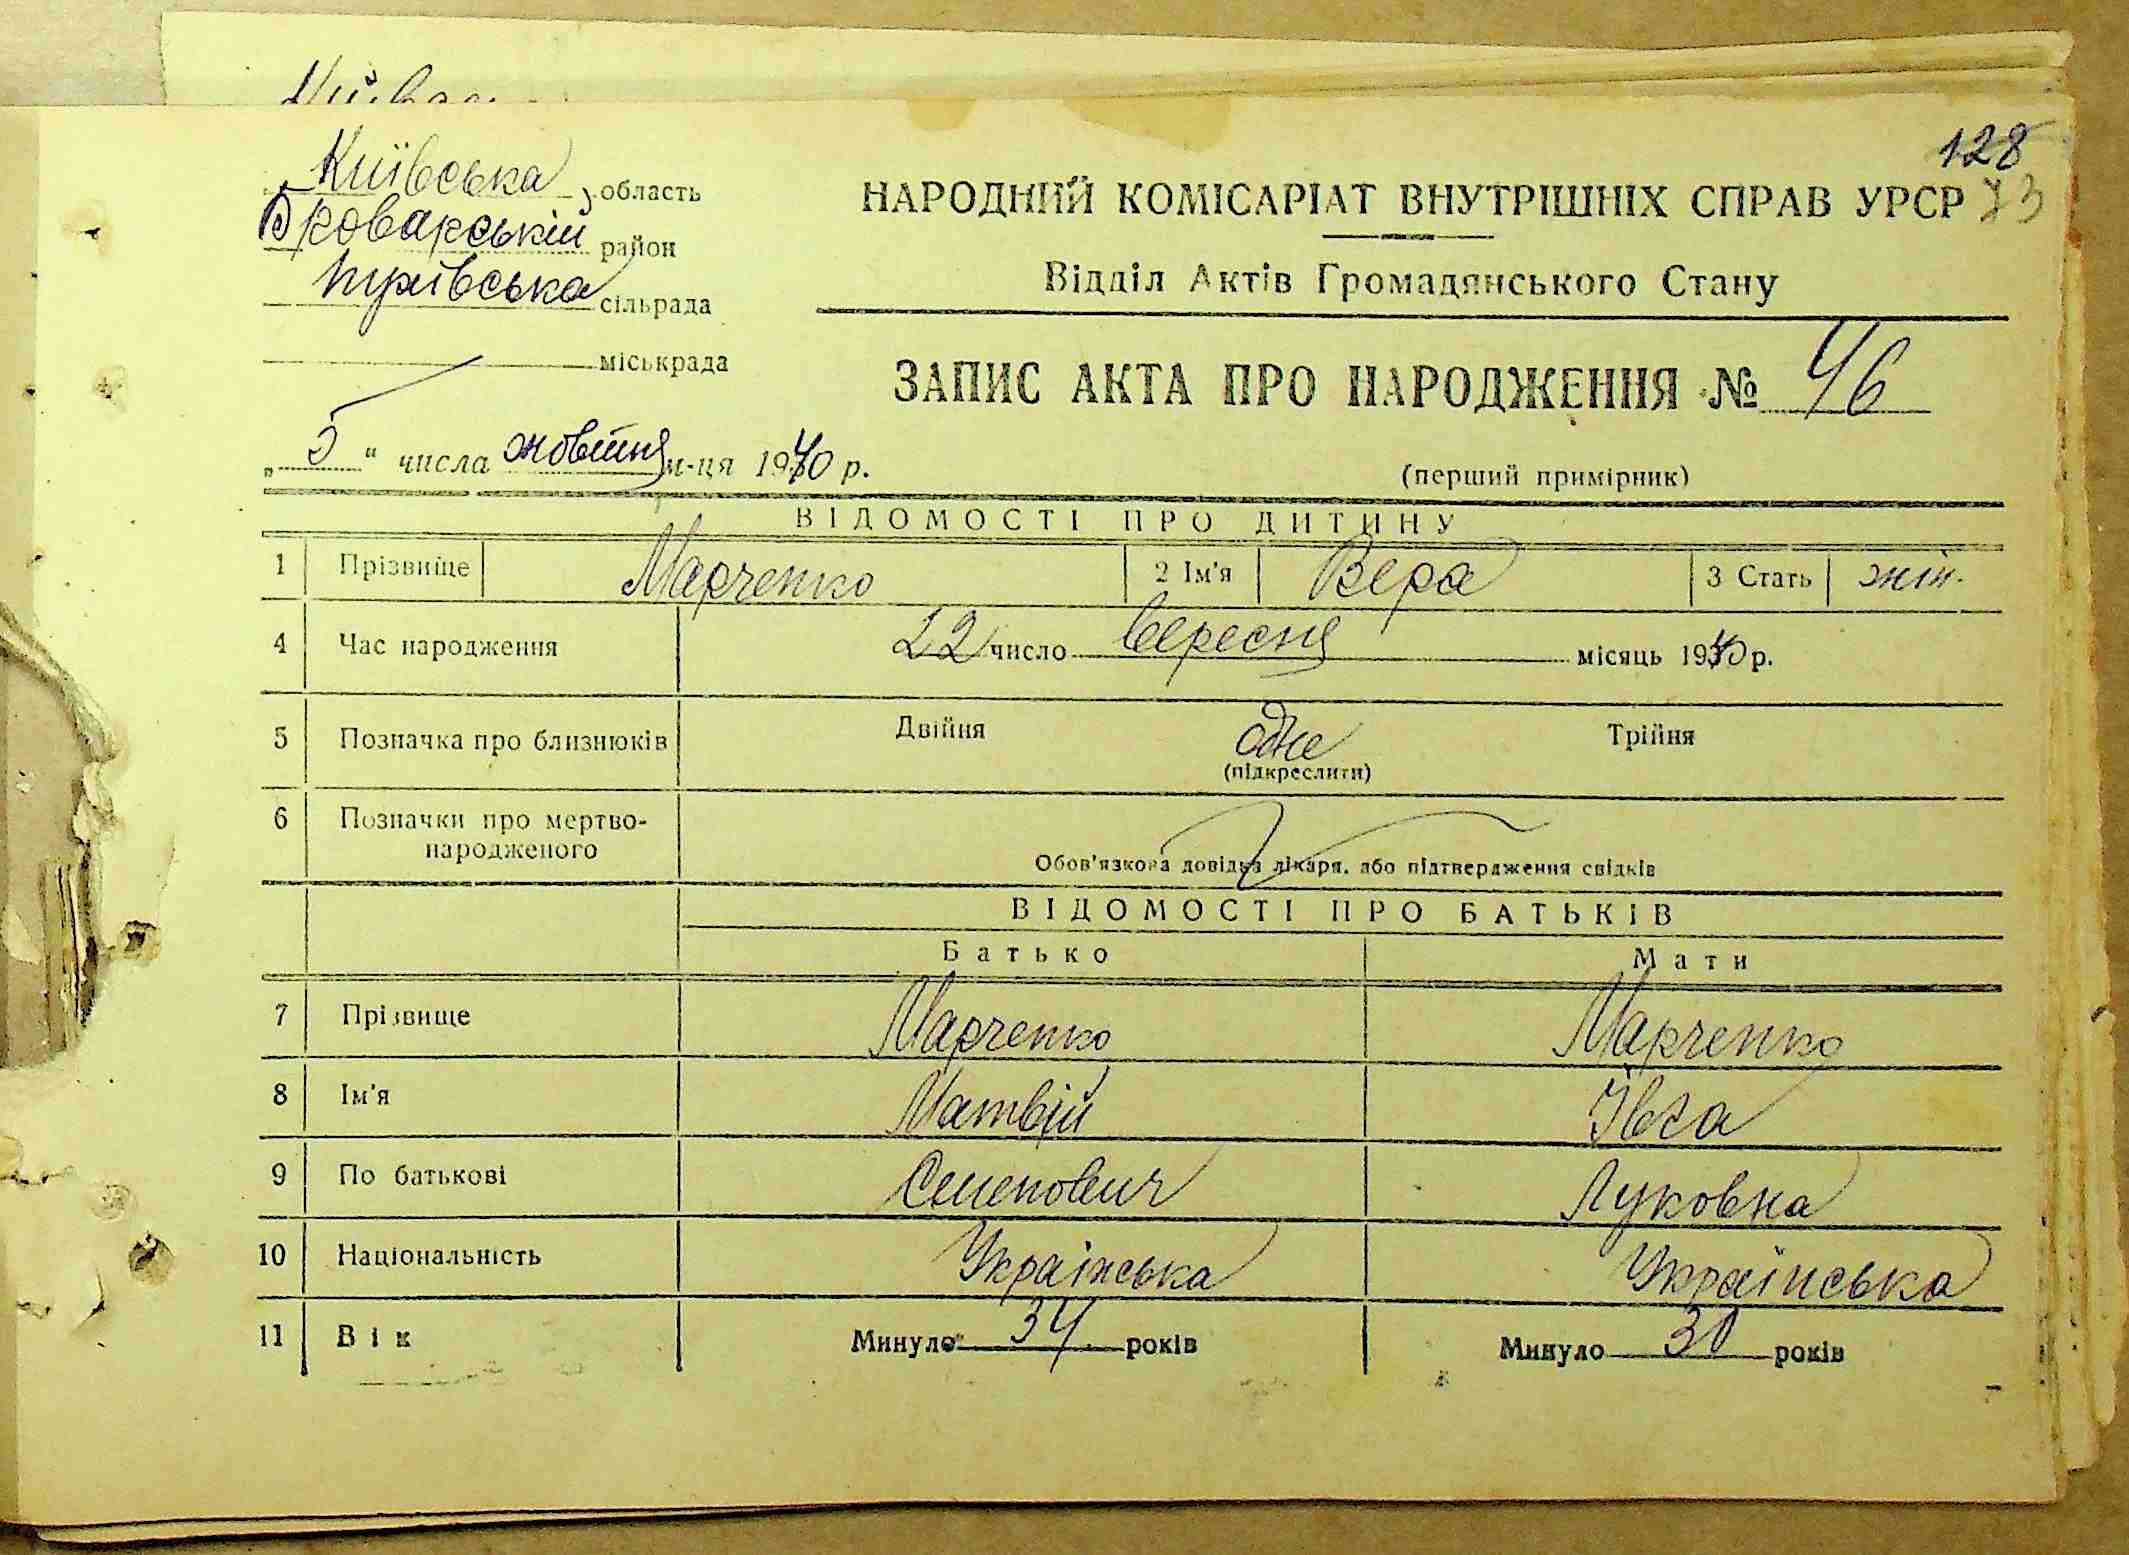 128
73
Київська область
Броварській район
Пухівська сільрада
міськрада
„5“ числа жовтня м-ця 1940 р.
НАРОДНИЙ КОМІСАРІАТ ВНУТРІШНІХ СПРАВ УРСР
Відділ Актів Громадянського Стану
ЗАПИС АКТА ПРО НАРОДЖЕННЯ № 46
(перший примірник)
ВІДОМОСТІ ПРО ДИТИНУ
1 Прізвище Марченко 2 Ім'я Вера 3 Стать жін.
4 Час народження 22 число вересня місяць 1940 р.
5 Позначка про близнюків Двійня одне Трійня
(підкреслити)
6 Позначки про мертво-
народженого
Обов'язкова довідка лікаря, або підтвердження свідків
ВІДОМОСТІ ПРО БАТЬКІВ
Батько Мати
7 Прізвище Марченко Марченко
8 Ім'я Матвій Івга
9 По батькові Семенович Луковна
10 Національність Українська Українська
11 Вік Минуло 34 років Минуло 30 років